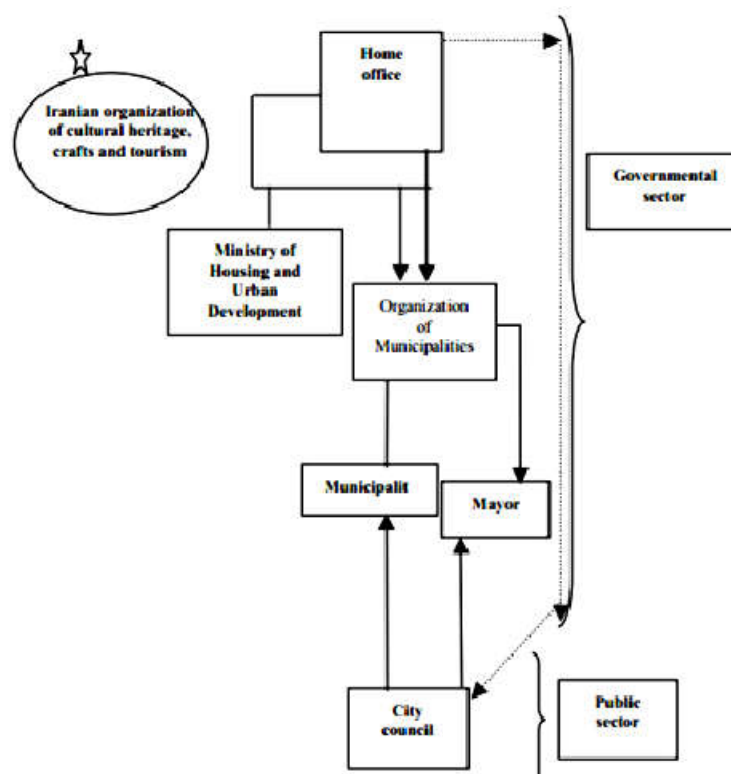 Home
office
Iranian organization
of cultural heritage,
crafts and tourism
Governmental
sector
Ministry of
Housing and
Urban
Development
Organization
of
Municipalities
Municipalit
Mayor
City
council
Public
sector